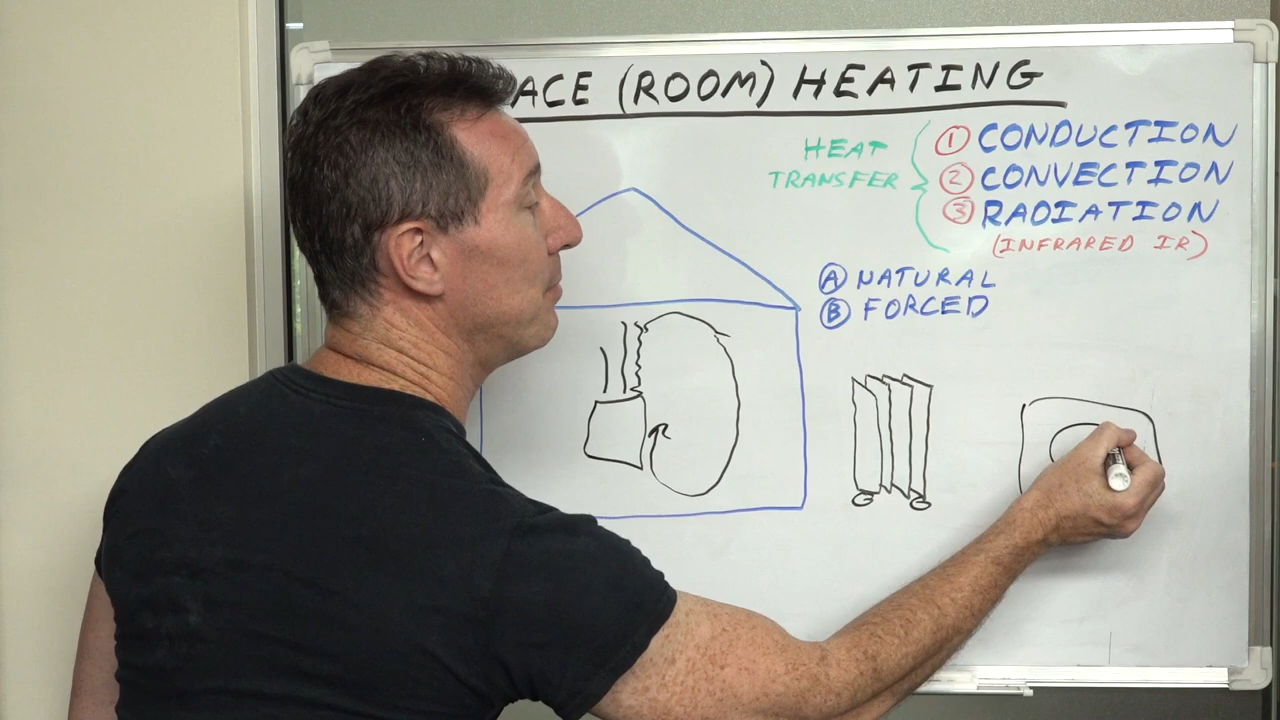 ACE (ROOM) HEATING
HEAT TRANSFER
① CONDUCTION
② CONVECTION
③ RADIATION
(INFRARED IR)
Ⓐ NATURAL
Ⓑ FORCED